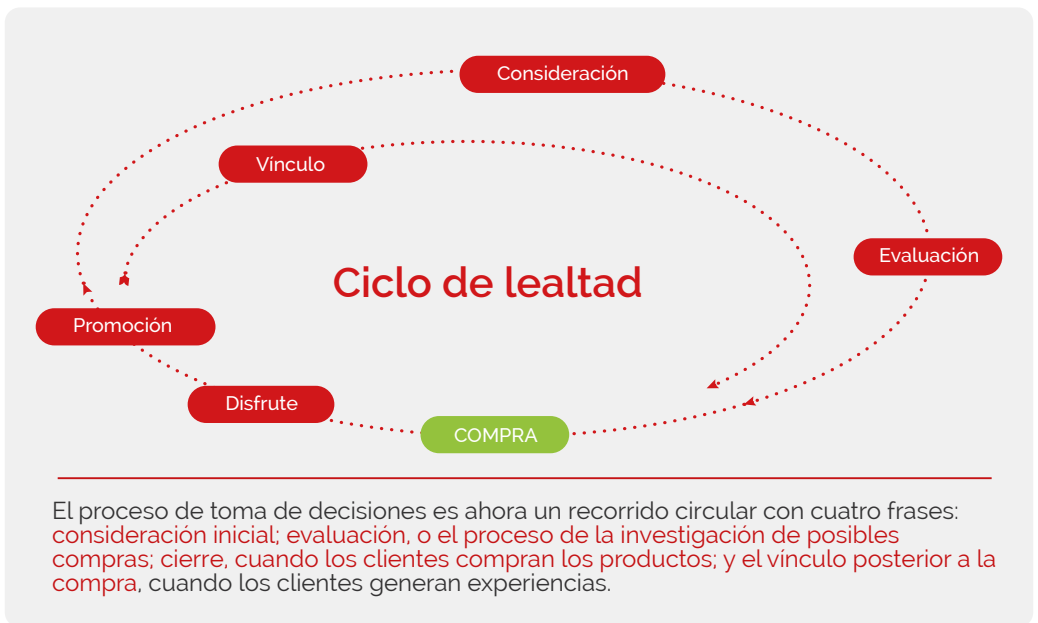 Consideración
Vínculo
Evaluación
Ciclo de lealtad
Promoción
Disfrute
COMPRA
El proceso de toma de decisiones es ahora un recorrido circular con cuatro frases:
consideración inicial; evaluación, o el proceso de la investigación de posibles
compras; cierre, cuando los clientes compran los productos; y el vínculo posterior a la
compra, cuando los clientes generan experiencias.